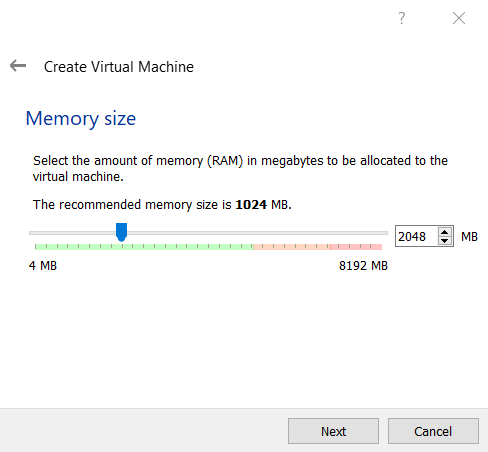 ?
Create Virtual Machine
Memory size
Select the amount of memory (RAM) in megabytes to be allocated to the
virtual machine.
The recommended memory size is 1024 MB.
2048 MB
4 MB 8192 MB
Next Cancel